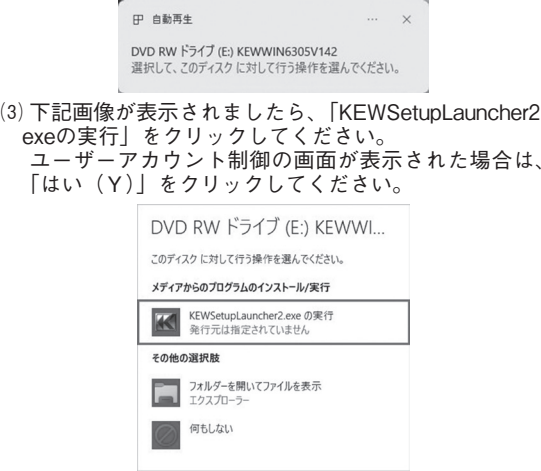 自動再生
DVD RW ドライブ (E:) KEWWIN6305V142
選択して、このディスク に対して行う操作を選んでください。
(3) 下記画像が表示されましたら、「KEWSetupLauncher2
exeの実行」をクリックしてください。
ユーザーアカウント制御の画面が表示された場合は、
「はい（Y）」をクリックしてください。
DVD RW ドライブ (E:) KEWWI...
このディスク に対して行う操作を選んでください。
メディアからのプログラムのインストール/実行
KEWSetupLauncher2.exe の実行
発行元は指定されていません
その他の選択肢
フォルダーを開いてファイルを表示
エクスプローラー
何もしない